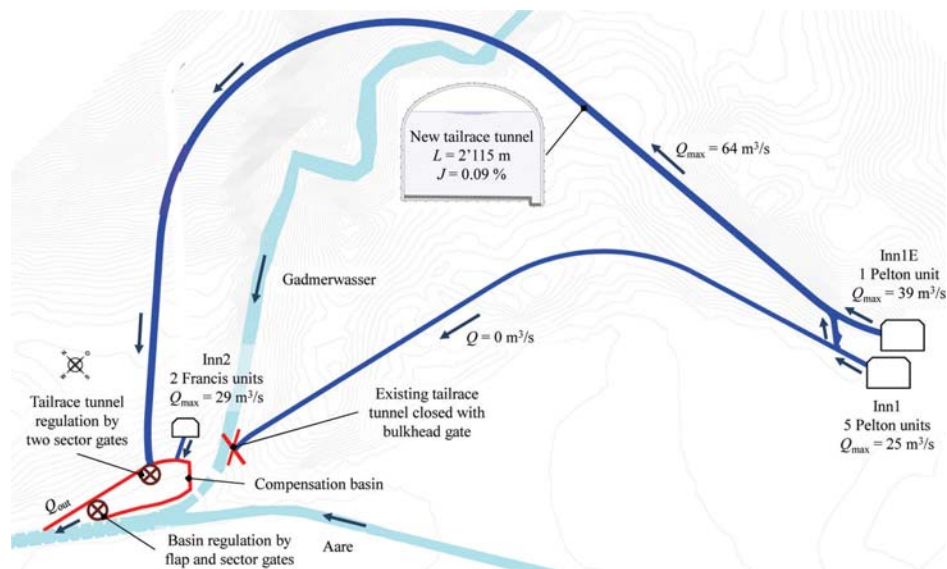 New tailrace tunnel
L = 2'115 m
J = 0.09 %
Qmax = 64 m³/s
Inn1E
1 Pelton unit
Qmax = 39 m³/s
Gadmerwasser
Q = 0 m³/s
Inn2
2 Francis units
Qmax = 29 m³/s
Tailrace tunnel
regulation by
two sector gates
Existing tailrace
tunnel closed with
bulkhead gate
Inn1
5 Pelton units
Qmax = 25 m³/s
Compensation basin
Qout
Basin regulation by
flap and sector gates
Aare